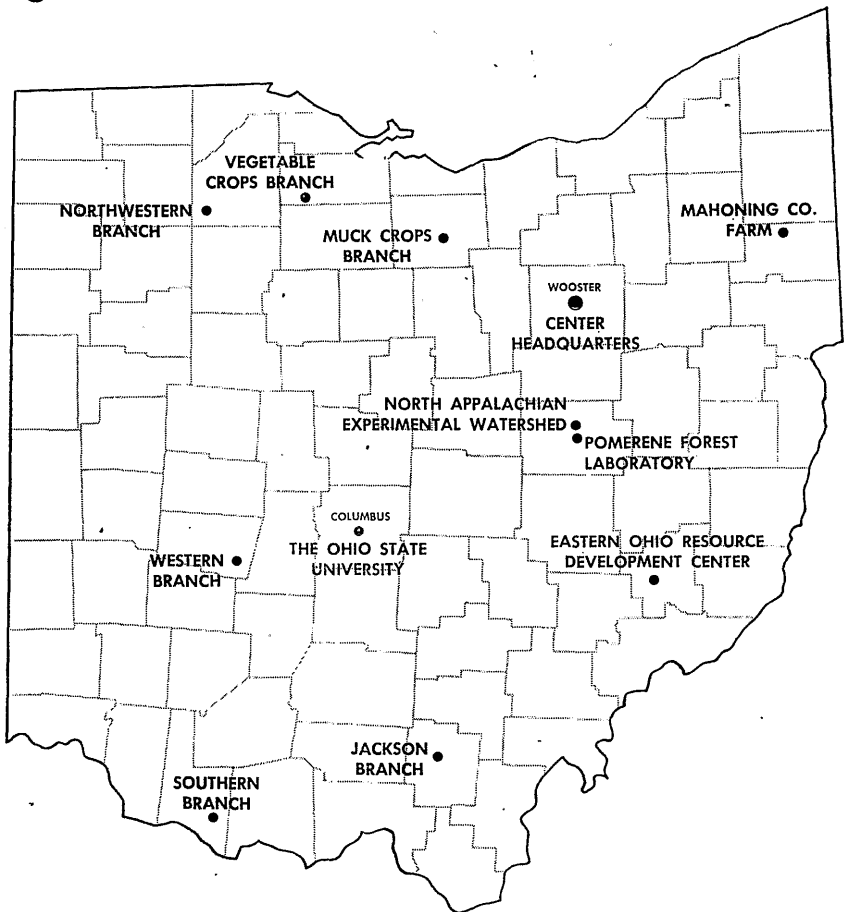 VEGETABLE
CROPS BRANCH
NORTHWESTERN
BRANCH
MUCK CROPS
BRANCH
MAHONING CO.
FARM
WOOSTER
CENTER
HEADQUARTERS
NORTH APPALACHIAN
EXPERIMENTAL WATERSHED
POMERENE FOREST
LABORATORY
COLUMBUS
THE OHIO STATE
UNIVERSITY
EASTERN OHIO RESOURCE
DEVELOPMENT CENTER
WESTERN
BRANCH
JACKSON
BRANCH
SOUTHERN
BRANCH